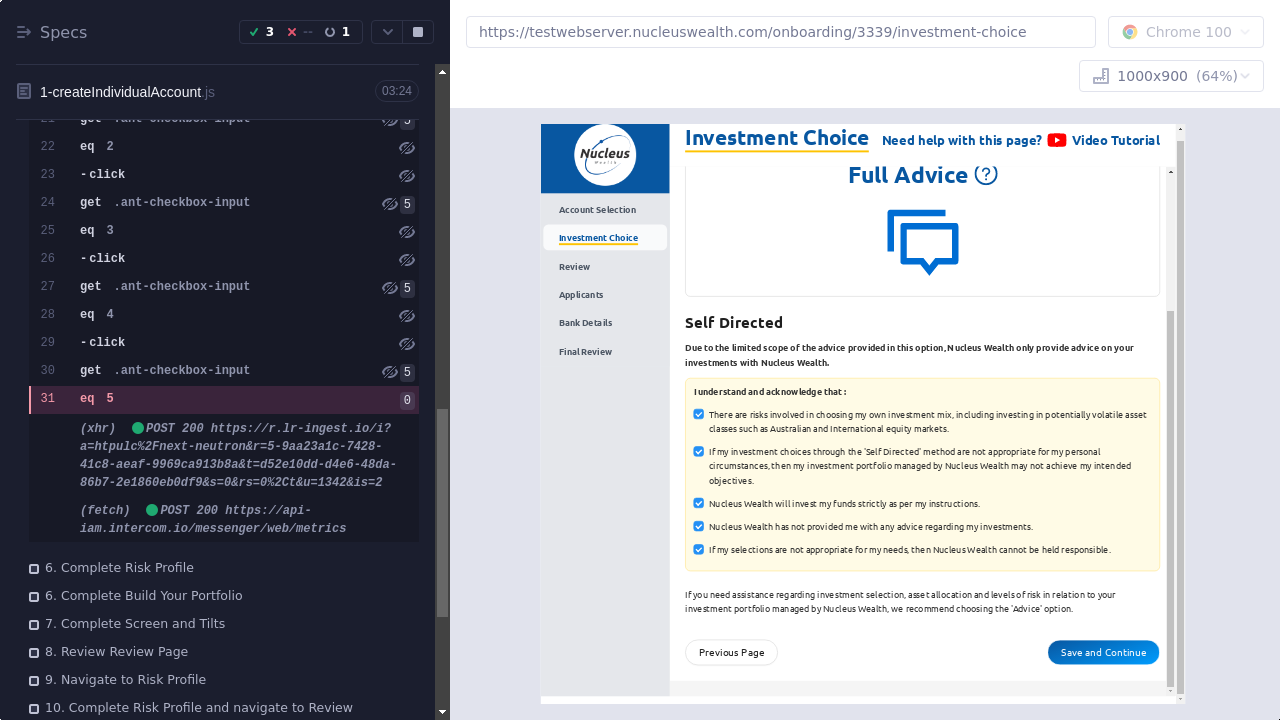 Specs
3
--
1
1-createIndividualAccount.js
03:24
21 get .ant-checkbox-input 5
22 eq 2
23 -click
24 get .ant-checkbox-input 5
25 eq 3
26 -click
27 get .ant-checkbox-input 5
28 eq 4
29 -click
30 get .ant-checkbox-input 5
31 eq 5 0
(xhr) POST 200 https://r.lr-ingest.io/i?
a=htpulc%2Fnext-neutron&r=5-9aa23a1c-7428-
41c8-aeaf-9969ca913b8a&t=d52e10dd-d4e6-48da-
86b7-2e1860eb0df9&s=0&rs=0%2Ct&u=1342&is=2
(fetch) POST 200 https://api-
iam.intercom.io/messenger/web/metrics
6. Complete Risk Profile
6. Complete Build Your Portfolio
7. Complete Screen and Tilts
8. Review Review Page
9. Navigate to Risk Profile
10. Complete Risk Profile and navigate to Review
https://testwebserver.nucleuswealth.com/onboarding/3339/investment-choice
Chrome 100
1000x900 (64%)
Nucleus
Wealth
Account Selection
Investment Choice
Review
Applicants
Bank Details
Final Review
Investment Choice
Need help with this page? Video Tutorial
Full Advice
Self Directed
Due to the limited scope of the advice provided in this option, Nucleus Wealth only provide advice on your
investments with Nucleus Wealth.
I understand and acknowledge that :
There are risks involved in choosing my own investment mix, including investing in potentially volatile asset
classes such as Australian and International equity markets.
If my investment choices through the 'Self Directed' method are not appropriate for my personal
circumstances, then my investment portfolio managed by Nucleus Wealth may not achieve my intended
objectives.
Nucleus Wealth will invest my funds strictly as per my instructions.
Nucleus Wealth has not provided me with any advice regarding my investments.
If my selections are not appropriate for my needs, then Nucleus Wealth cannot be held responsible.
If you need assistance regarding investment selection, asset allocation and levels of risk in relation to your
investment portfolio managed by Nucleus Wealth, we recommend choosing the 'Advice' option.
Previous Page
Save and Continue